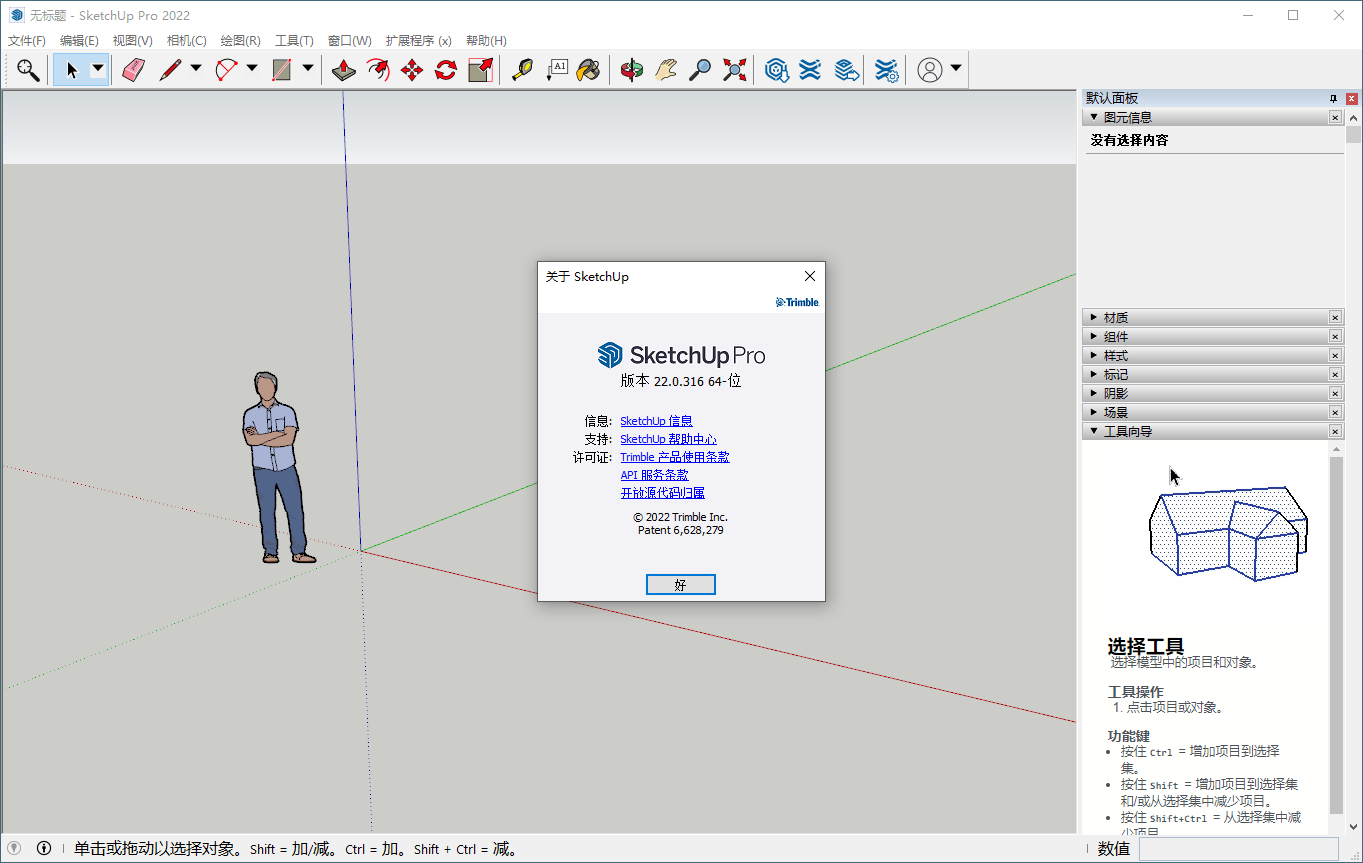 无标题 - SketchUp Pro 2022
文件(F) 编辑(E) 视图(V) 相机(C) 绘图(R) 工具(T) 窗口(W) 扩展程序 (x) 帮助(H)
A1
默认面板
图元信息
没有选择内容
材质
组件
样式
标记
阴影
场景
工具向导
选择工具
选择模型中的项目和对象。
工具操作
1. 点击项目或对象。
功能键
• 按住 Ctrl = 增加项目到选择
集。
• 按住 Shift = 增加项目到选择集
和/或从选择集中减少项目。
• 按住 Shift+Ctrl = 从选择集中减
少项目
关于 SketchUp
Trimble
SketchUp Pro
版本 22.0.316 64-位
信息: SketchUp 信息
支持: SketchUp 帮助中心
许可证: Trimble 产品使用条款
API 服务条款
开放源代码归属
© 2022 Trimble Inc.
Patent 6,628,279
好
单击或拖动以选择对象。Shift = 加/减。Ctrl = 加。Shift + Ctrl = 减。
数值